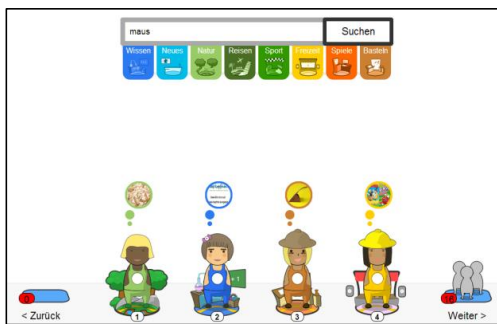 maus
Suchen
Wissen Neues Natur Reisen Sport Freizeit Spiele Basteln
1 2 3 4
< Zurück
Weiter >